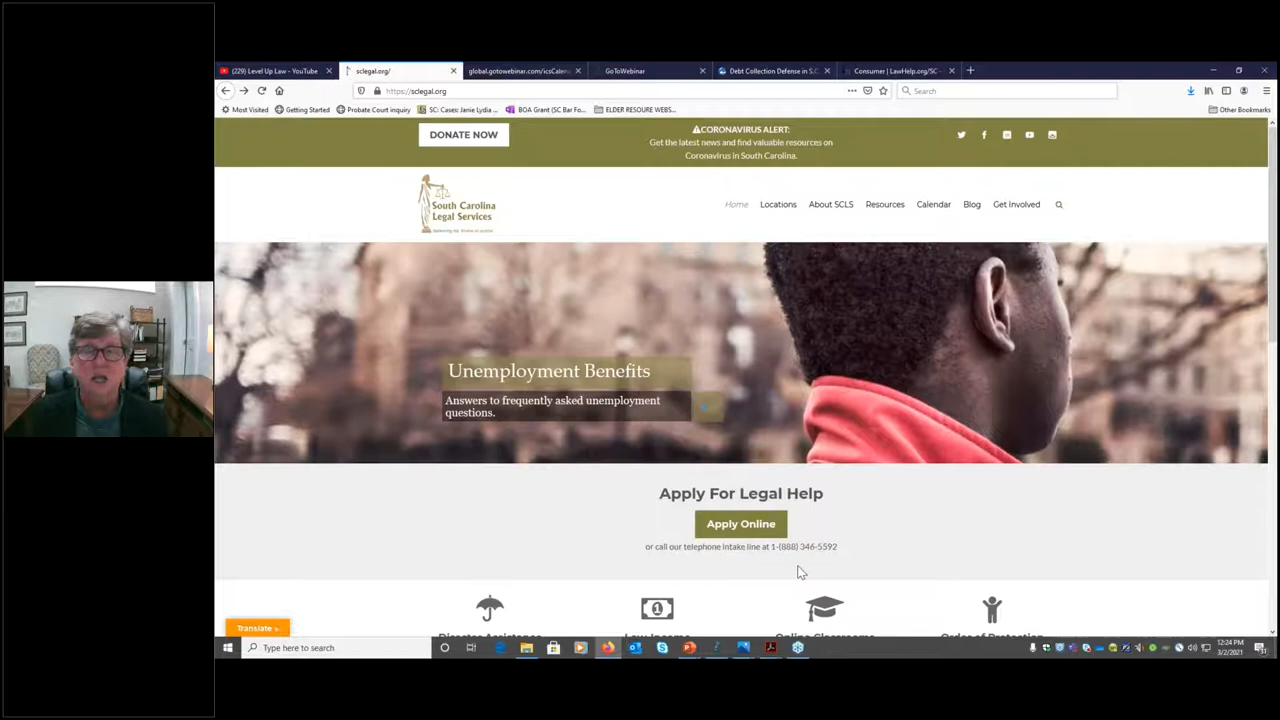 (229) Level Up Law - YouTube
sclegal.org/
global.gotowebinar.com/icsCalen
GoToWebinar
Debt Collection Defense in S.C
Consumer | LawHelp.org/SC -
https://sclegal.org
Search
Most Visited
Getting Started
Probate Court inquiry
SC: Cases: Janie Lydia ...
BOA Grant (SC Bar Fo...
ELDER RESOURE WEBS...
Other Bookmarks
DONATE NOW
CORONAVIRUS ALERT:
Get the latest news and find valuable resources on
Coronavirus in South Carolina.
South Carolina
Legal Services
Home
Locations
About SCLS
Resources
Calendar
Blog
Get Involved
Unemployment Benefits
Answers to frequently asked unemployment
questions.
Apply For Legal Help
Apply Online
or call our telephone intake line at 1-(888) 346-5592
Translate »
Type here to search
12:24 PM
3/2/2021